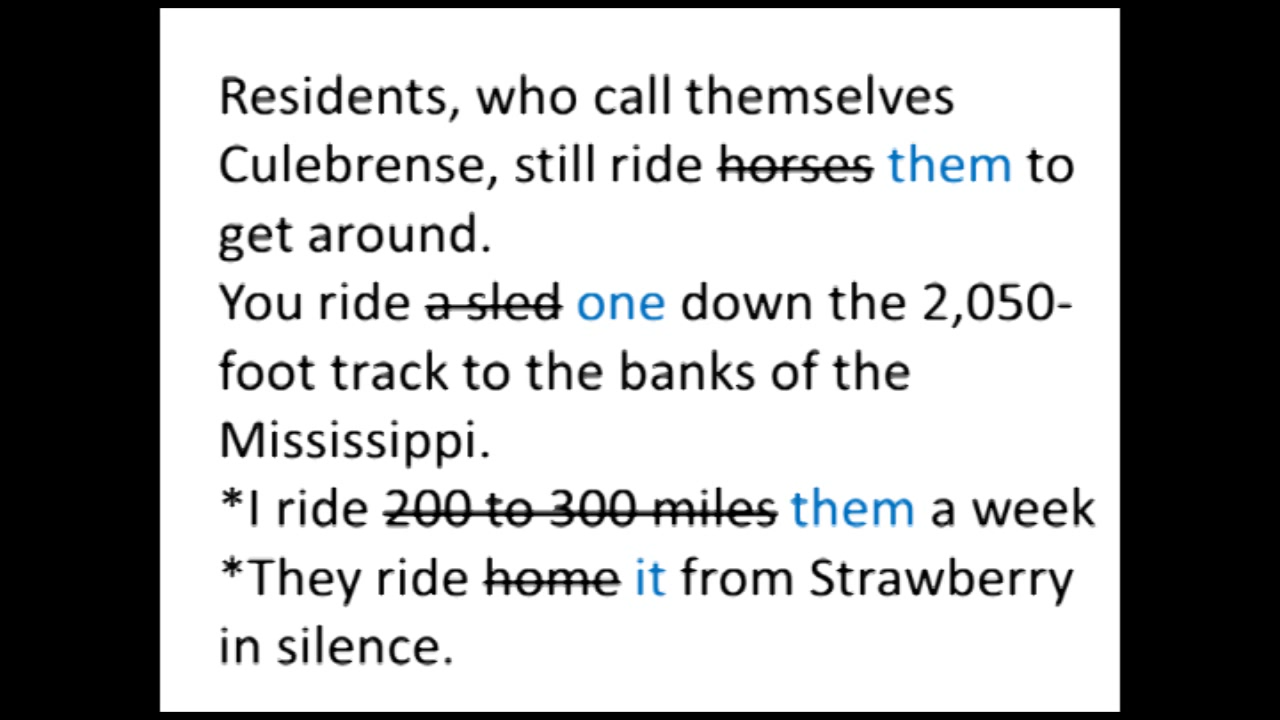 Residents, who call themselves
Culebrense, still ride horses them to
get around.
You ride a sled one down the 2,050-
foot track to the banks of the
Mississippi.
*I ride 200 to 300 miles them a week
*They ride home it from Strawberry
in silence.